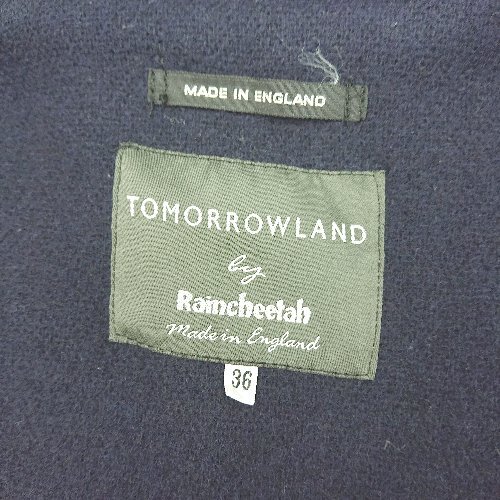 MADE IN ENGLAND
TOMORROWLAND
by
Raincheetah
Made in England
36